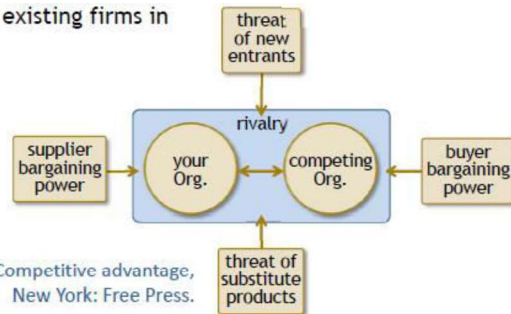 existing firms in
threat
of new
entrants
rivalry
supplier
bargaining
power
your
Org.
competing
Org.
buyer
bargaining
power
threat of
substitute
products
Competitive advantage,
New York: Free Press.